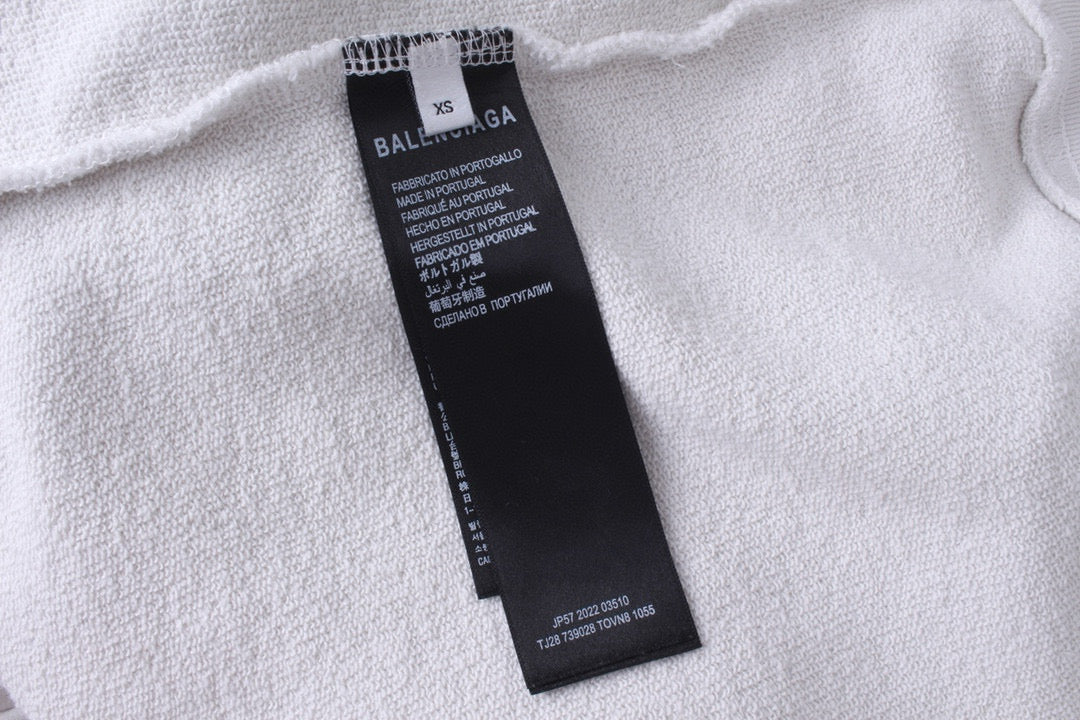 XS
BALENCIAGA
FABBRICATO IN PORTOGALLO
MADE IN PORTUGAL
FABRIQUÉ AU PORTUGAL
HECHO EN PORTUGAL
HERGESTELLT IN PORTUGAL
FABRICADO EM PORTUGAL
ポルトガル製
صنع في البرتغال
葡萄牙制造
СДЕЛАНО В ПОРТУГАЛИИ
JP57 2022 03510
TJ28 739028 TOVN8 1055